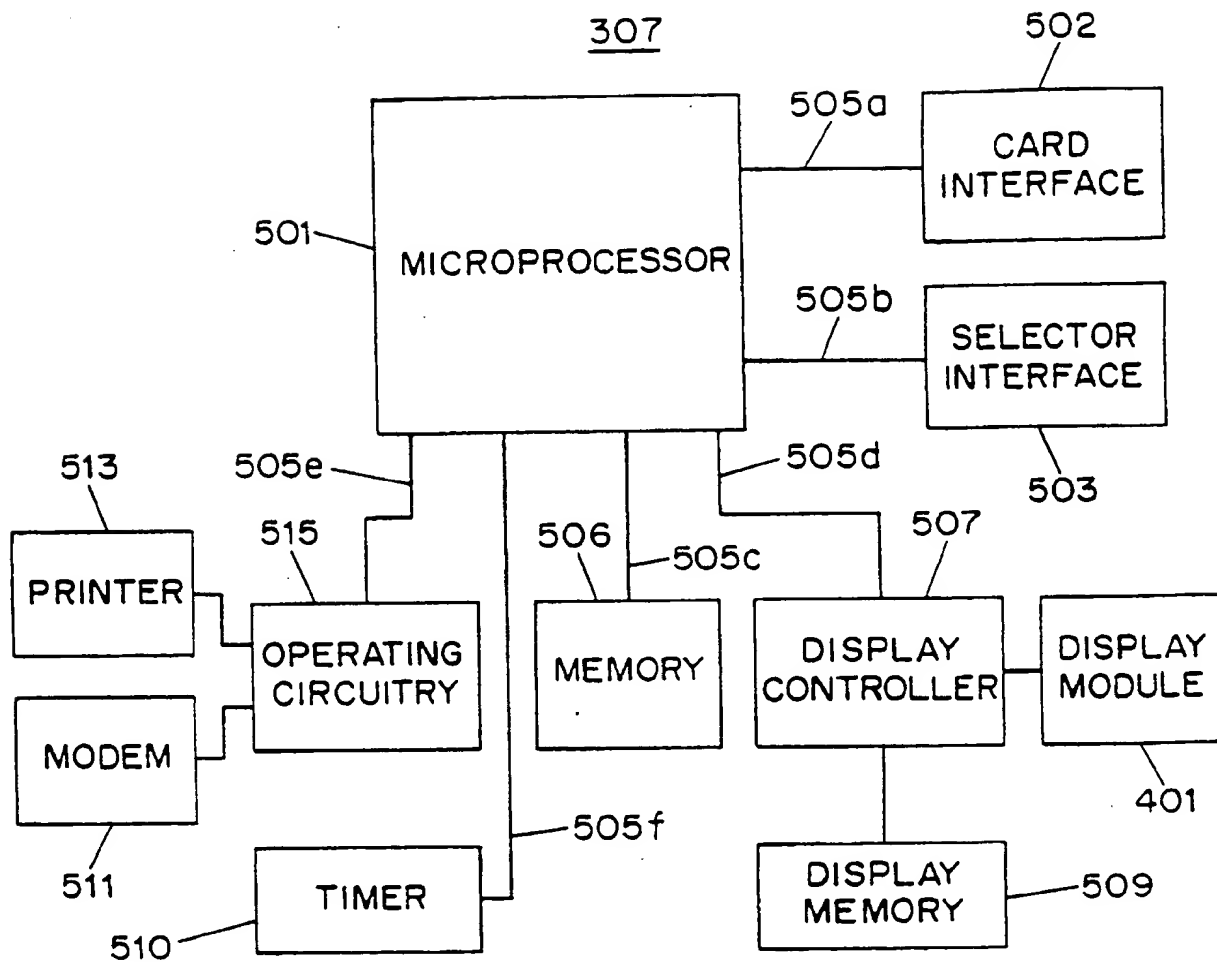 307
502
505a
CARD
INTERFACE
501
MICROPROCESSOR
505b
SELECTOR
INTERFACE
503
505e
505d
513
515
506
505c
507
PRINTER
OPERATING
CIRCUITRY
MEMORY
DISPLAY
CONTROLLER
DISPLAY
MODULE
MODEM
401
511
505f
510
TIMER
DISPLAY
MEMORY
509